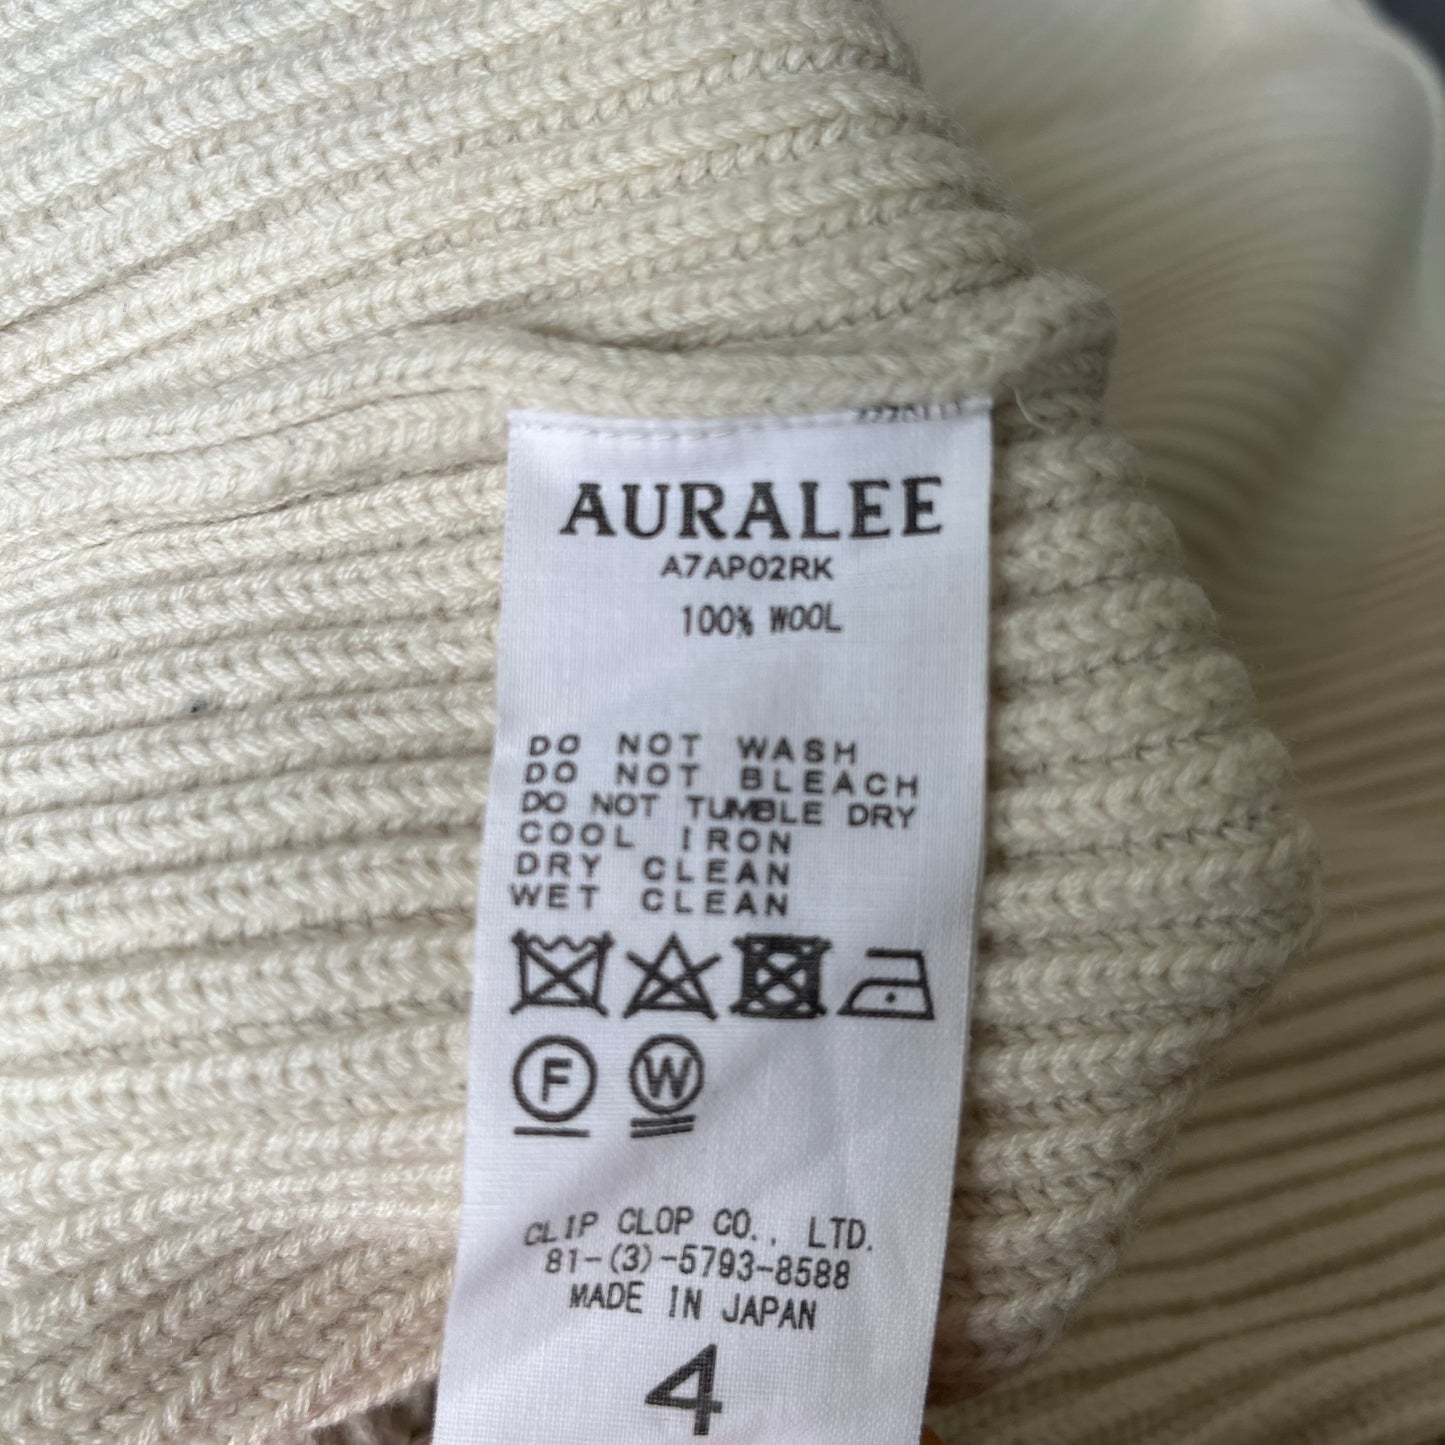 AURALEE
A7AP02RK
100% WOOL
DO NOT WASH
DO NOT BLEACH
DO NOT TUMBLE DRY
COOL IRON
DRY CLEAN
WET CLEAN
F W
CLIP CLOP CO., LTD.
81-(3)-5793-8588
MADE IN JAPAN
4